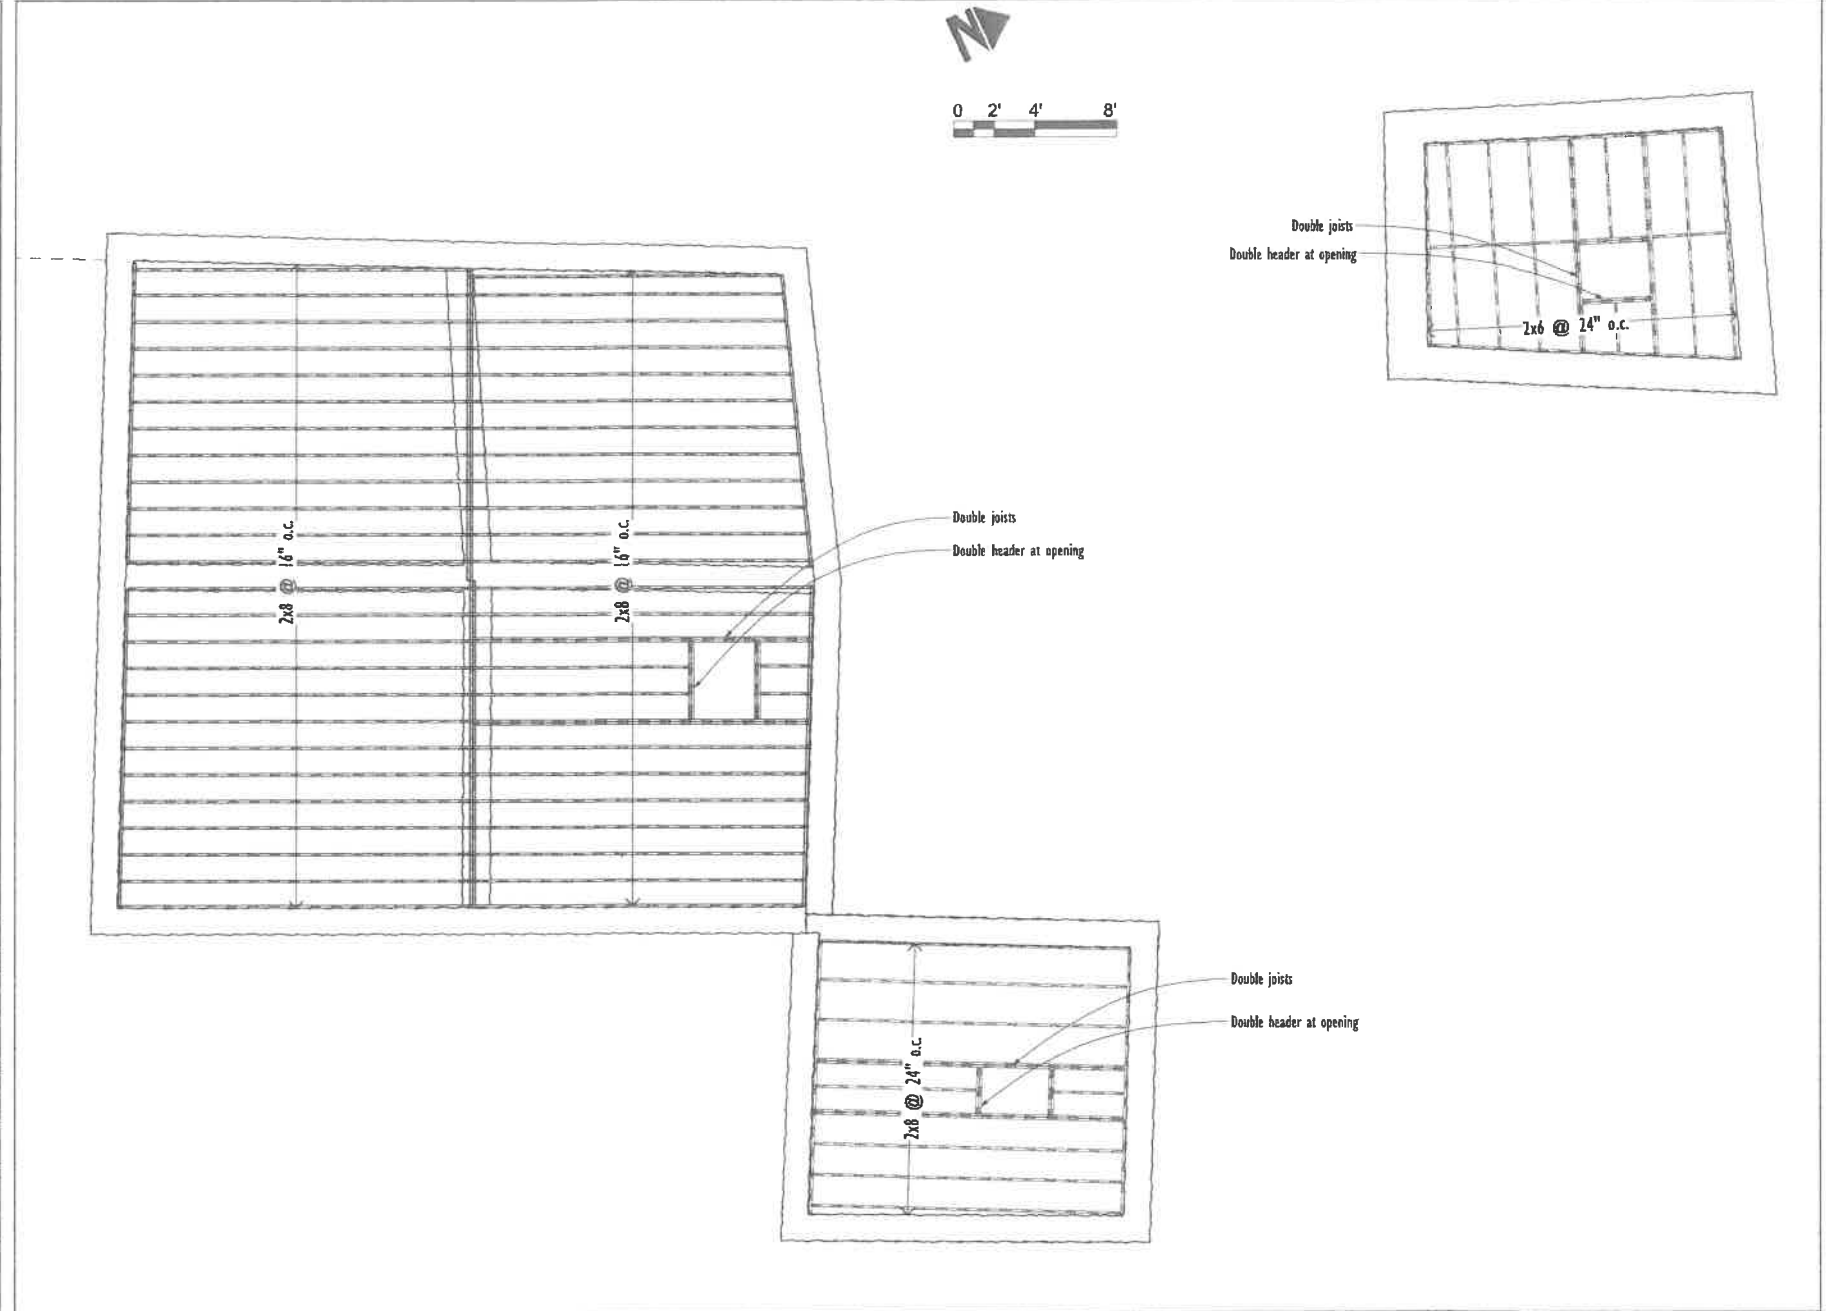 N
0 2' 4' 8'
Double joists
Double header at opening
2x6 @ 24" o.c.
2x8 @ 16" o.c.
2x8 @ 16" o.c.
Double joists
Double header at opening
Double joists
Double header at opening
2x8 @ 24" o.c.